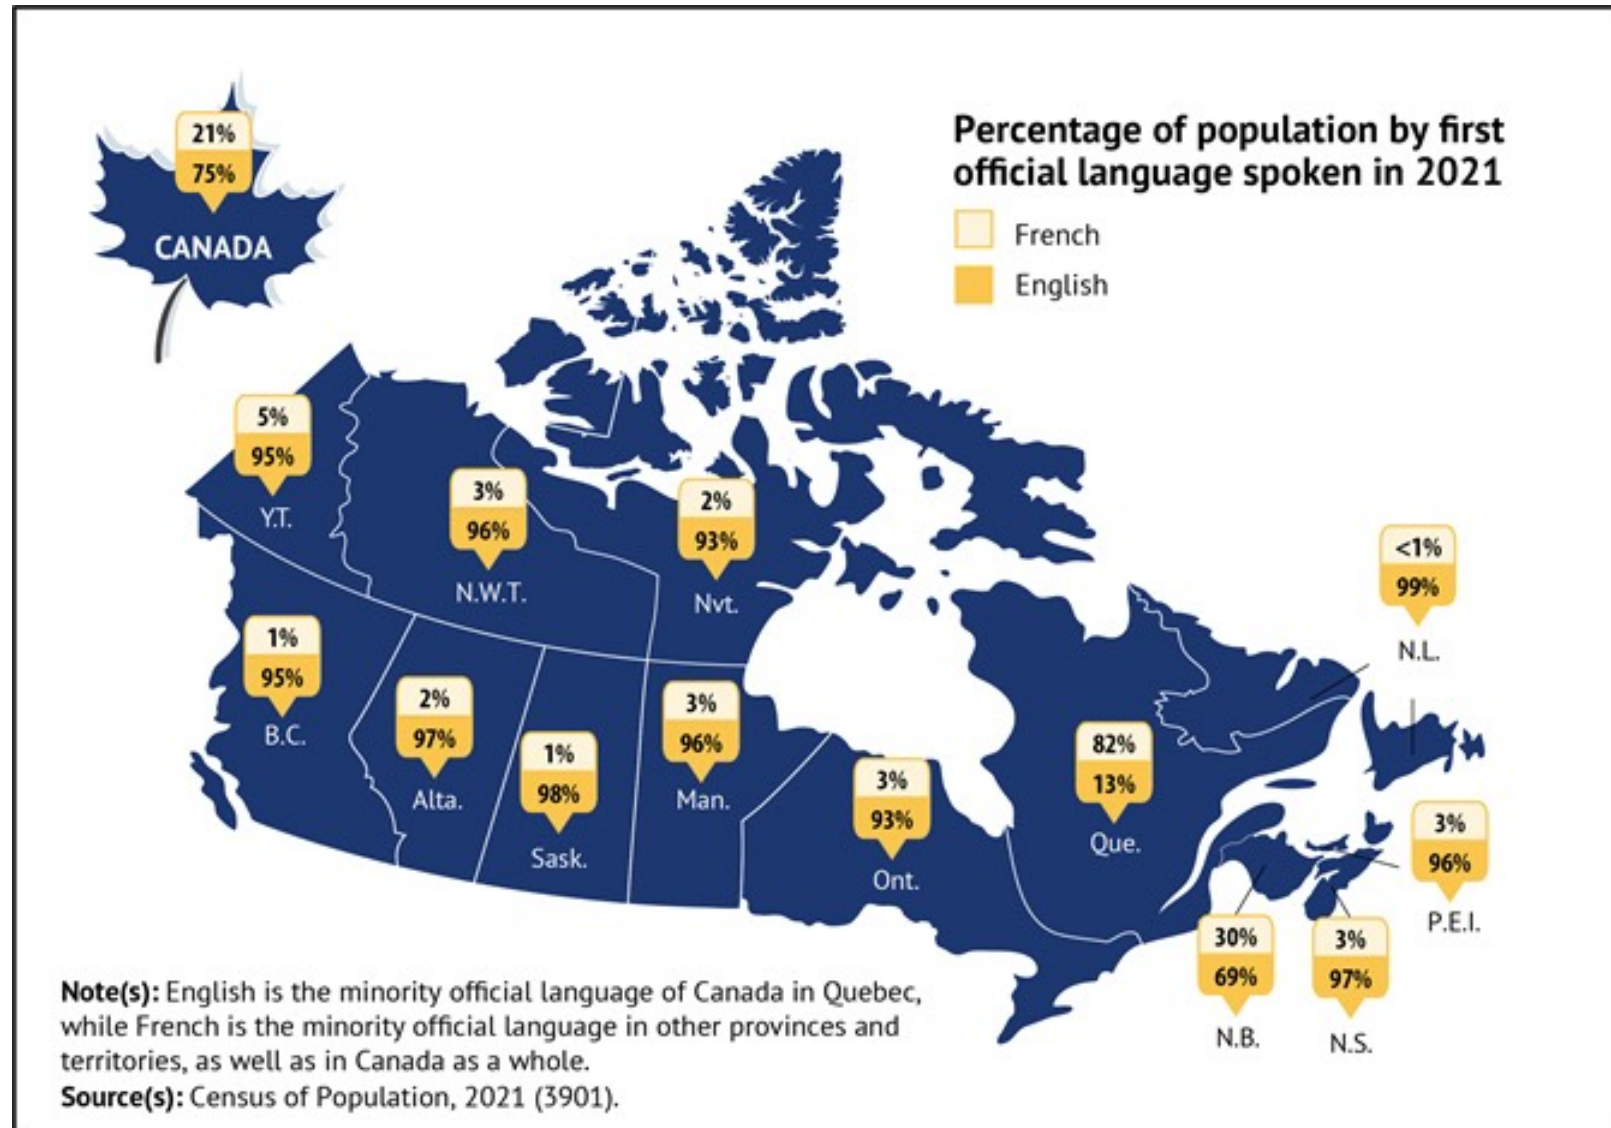 21%
75%
CANADA
Percentage of population by first
official language spoken in 2021
French
English
5%
95%
Y.T.
3%
96%
N.W.T.
2%
93%
Nvt.
<1%
99%
N.L.
1%
95%
B.C.
2%
97%
Alta.
1%
98%
Sask.
3%
96%
Man.
3%
93%
Ont.
82%
13%
Que.
3%
96%
P.E.I.
30%
69%
N.B.
3%
97%
N.S.
Note(s): English is the minority official language of Canada in Quebec,
while French is the minority official language in other provinces and
territories, as well as in Canada as a whole.
Source(s): Census of Population, 2021 (3901).